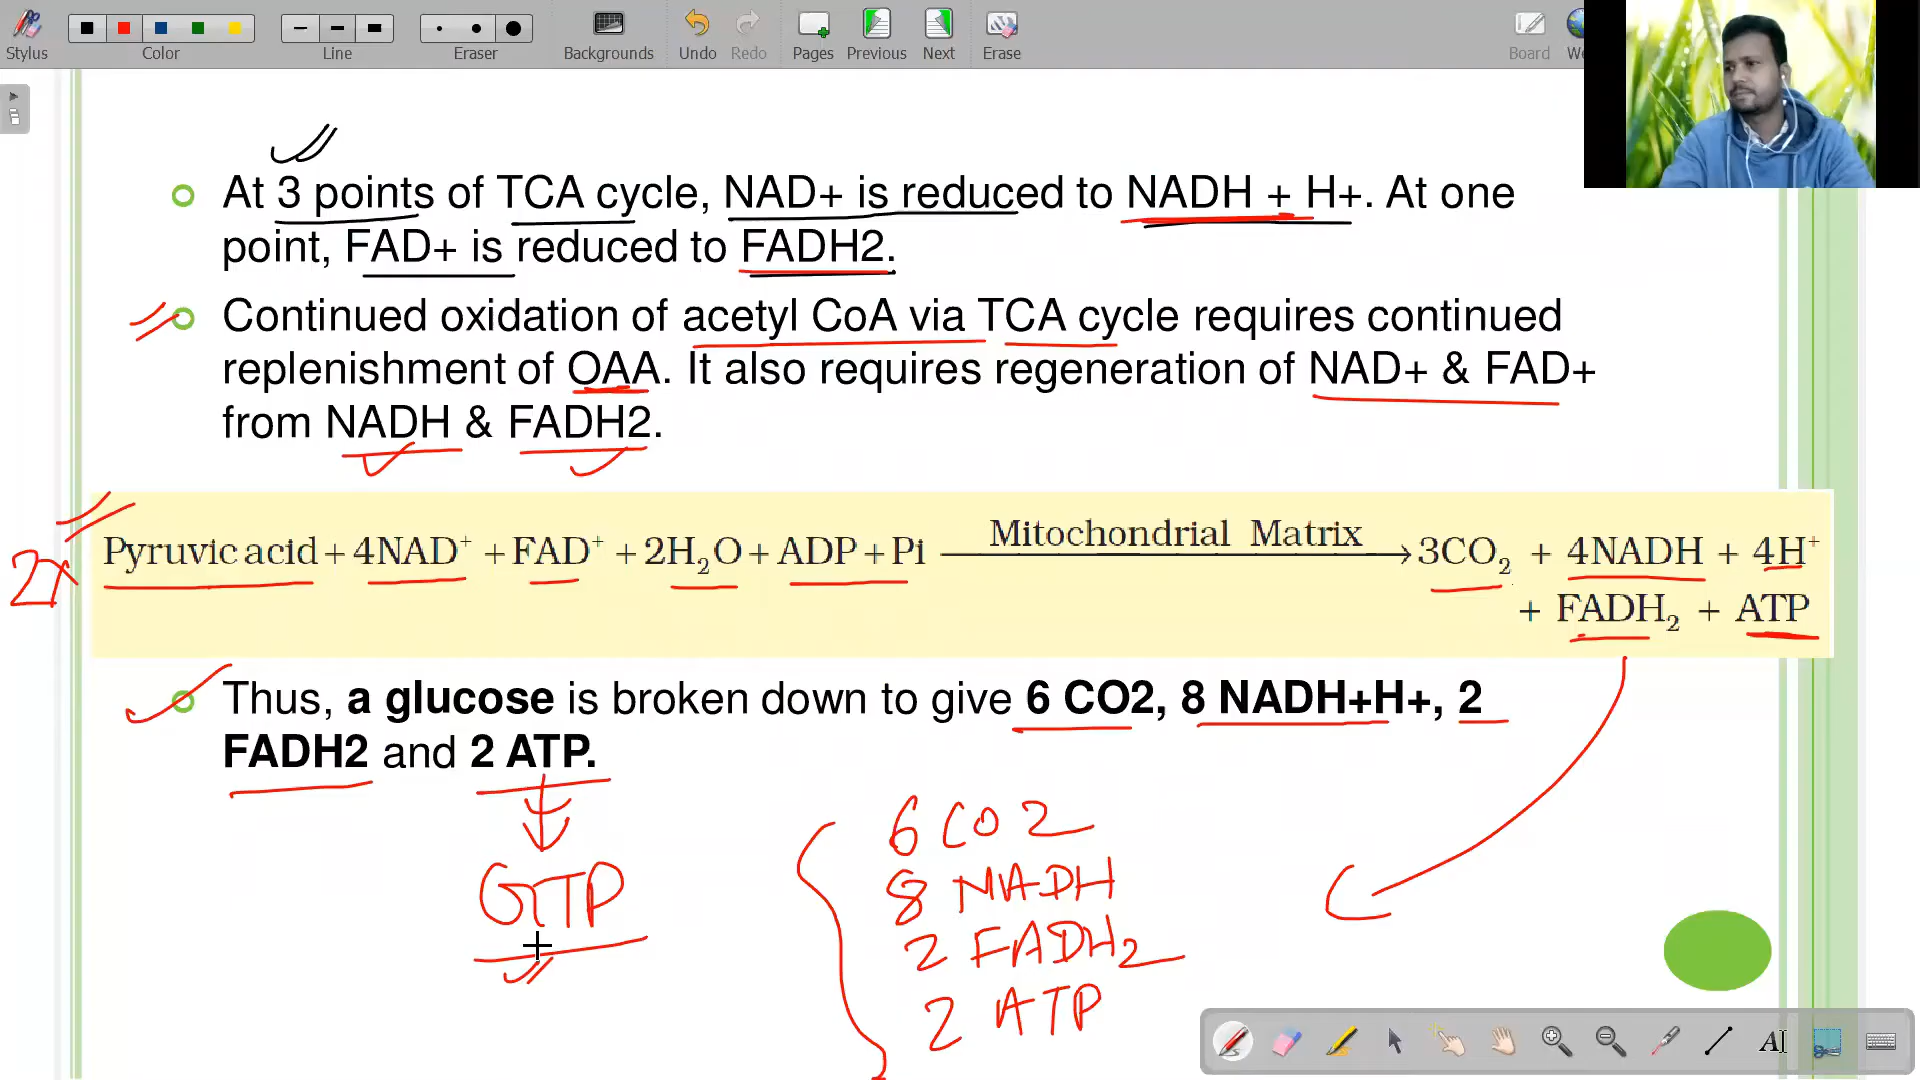 Stylus
Color
Line
Eraser
Backgrounds
Undo
Redo
Pages
Previous
Next
Erase
Board
At 3 points of TCA cycle, NAD+ is reduced to NADH + H+. At one
point, FAD+ is reduced to FADH2.
Continued oxidation of acetyl CoA via TCA cycle requires continued
replenishment of OAA. It also requires regeneration of NAD+ & FAD+
from NADH & FADH2.
2x
Pyruvic acid + 4NAD⁺ + FAD⁺ + 2H₂O + ADP + Pi Mitochondrial Matrix → 3CO₂ + 4NADH + 4H⁺
+ FADH₂ + ATP
Thus, a glucose is broken down to give 6 CO2, 8 NADH+H+, 2
FADH2 and 2 ATP.
GTP
6 CO2
8 NADH
2 FADH2
2 ATP